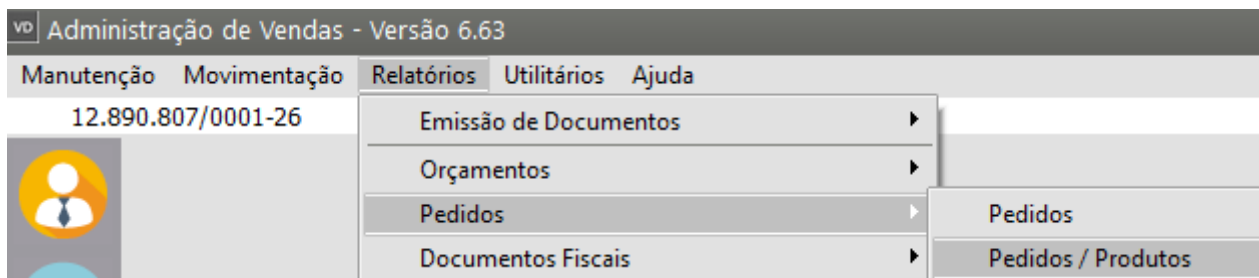 VD Administração de Vendas - Versão 6.63
Manutenção Movimentação Relatórios Utilitários Ajuda
12.890.807/0001-26
Emissão de Documentos
Orçamentos
Pedidos
Pedidos
Documentos Fiscais
Pedidos / Produtos